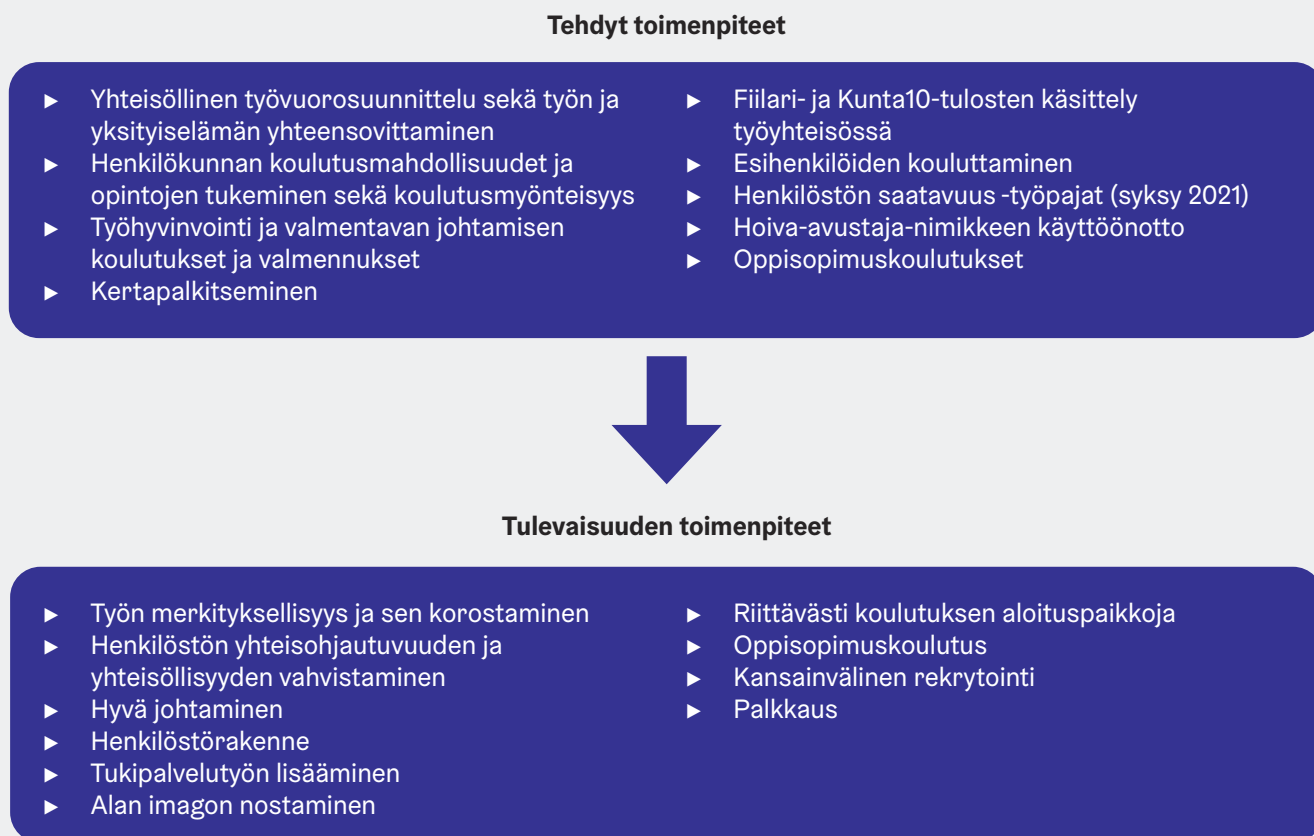 Tehdyt toimenpiteet
► Yhteisöllinen työvuorosuunnittelu sekä työn ja
yksityiselämän yhteensovittaminen
► Henkilökunnan koulutusmahdollisuudet ja
opintojen tukeminen sekä koulutusmyönteisyys
► Työhyvinvointi ja valmentavan johtamisen
koulutukset ja valmennukset
► Kertapalkitseminen
► Fiilari- ja Kunta10-tulosten käsittely
työyhteisössä
► Esihenkilöiden kouluttaminen
► Henkilöstön saatavuus -työpajat (syksy 2021)
► Hoiva-avustaja-nimikkeen käyttöönotto
► Oppisopimuskoulutukset
Tulevaisuuden toimenpiteet
► Työn merkityksellisyys ja sen korostaminen
► Henkilöstön yhteisohjautuvuuden ja
yhteisöllisyyden vahvistaminen
► Hyvä johtaminen
► Henkilöstörakenne
► Tukipalvelutyön lisääminen
► Alan imagon nostaminen
► Riittävästi koulutuksen aloituspaikkoja
► Oppisopimuskoulutus
► Kansainvälinen rekrytointi
► Palkkaus